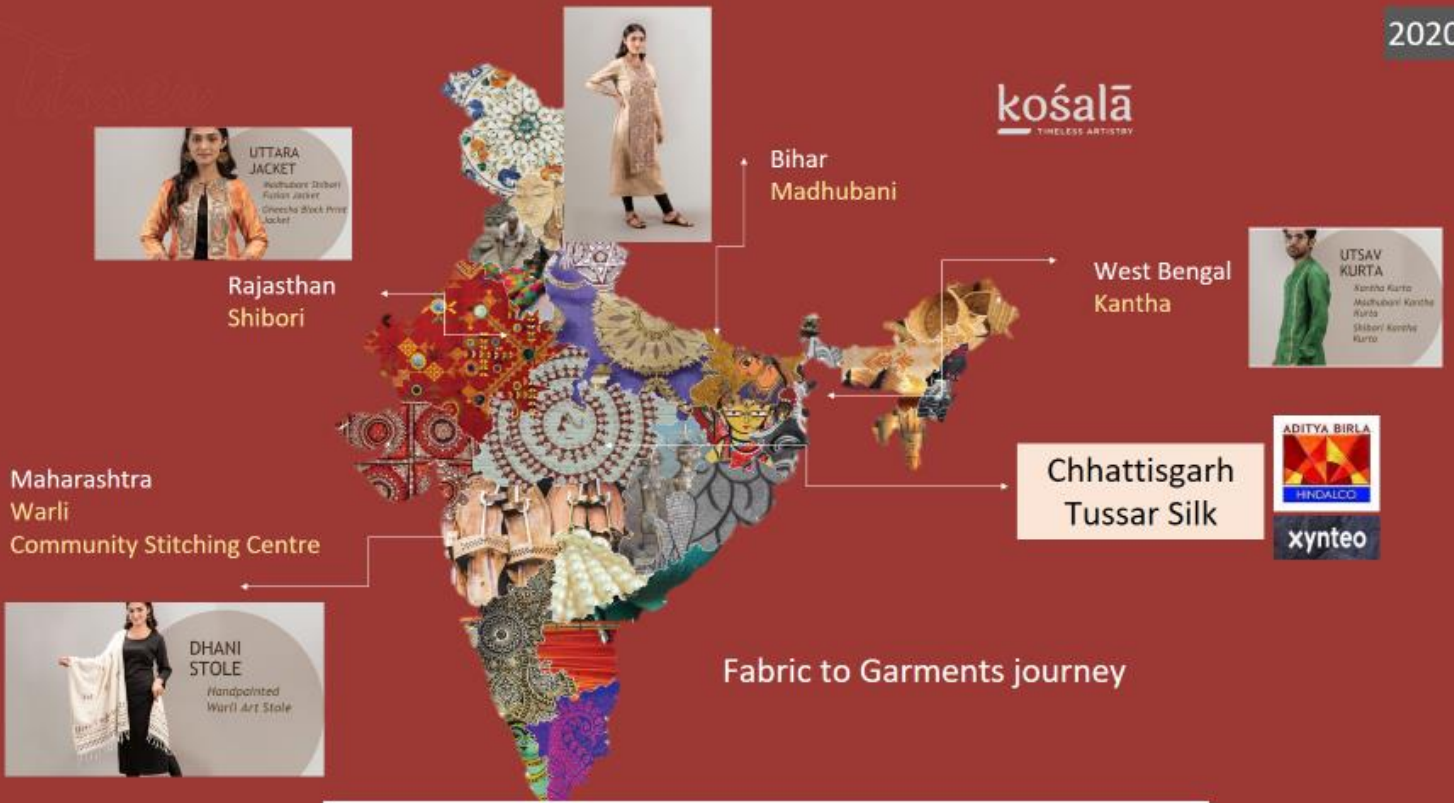 2020
kośalā
TIMELESS ARTISTRY
UTTARA
JACKET
Madhubani Shibori
Fusion Jacket
Gheecha Block Print
Jacket
Bihar
Madhubani
Rajasthan
Shibori
West Bengal
Kantha
UTSAV
KURTA
Kantha Kurta
Madhubani Kantha
Kurta
Shibori Kantha
Kurta
Maharashtra
Warli
Community Stitching Centre
Chhattisgarh
Tussar Silk
ADITYA BIRLA
HINDALCO
xynteo
DHANI
STOLE
Handpainted
Warli Art Stole
Fabric to Garments journey